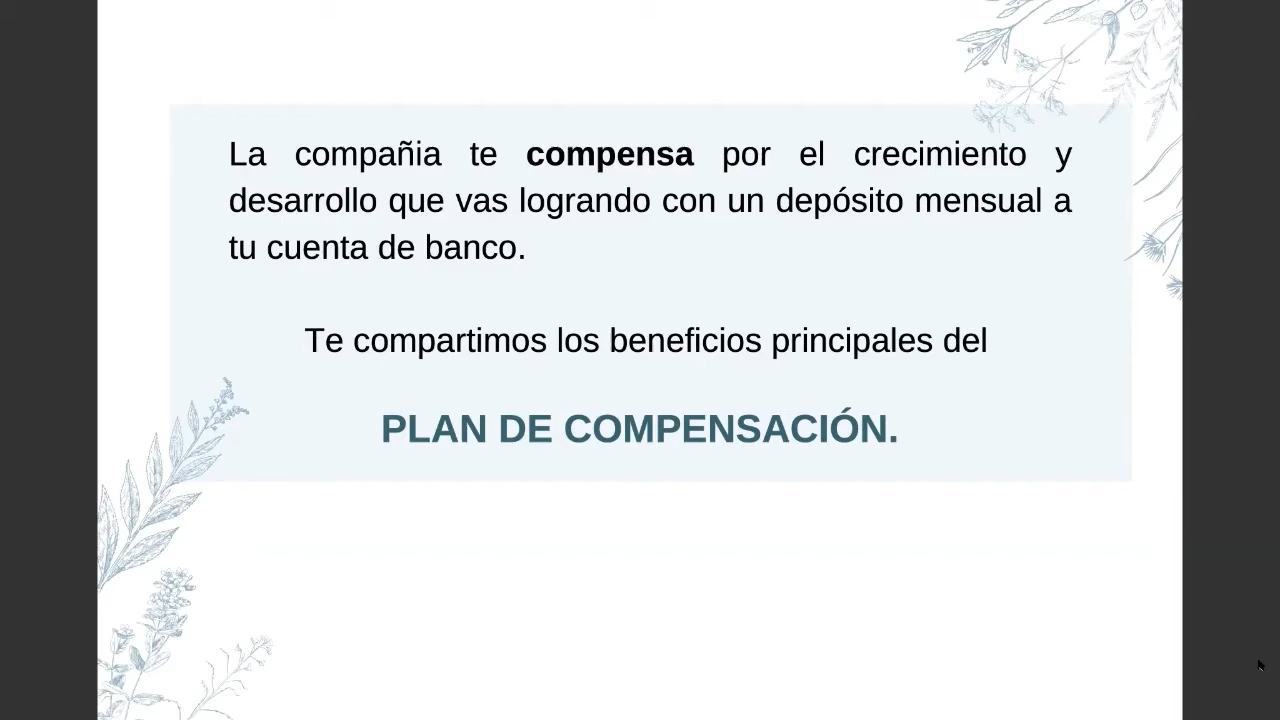 La compañia te compensa por el crecimiento y
desarrollo que vas logrando con un depósito mensual a
tu cuenta de banco.
Te compartimos los beneficios principales del
PLAN DE COMPENSACIÓN.